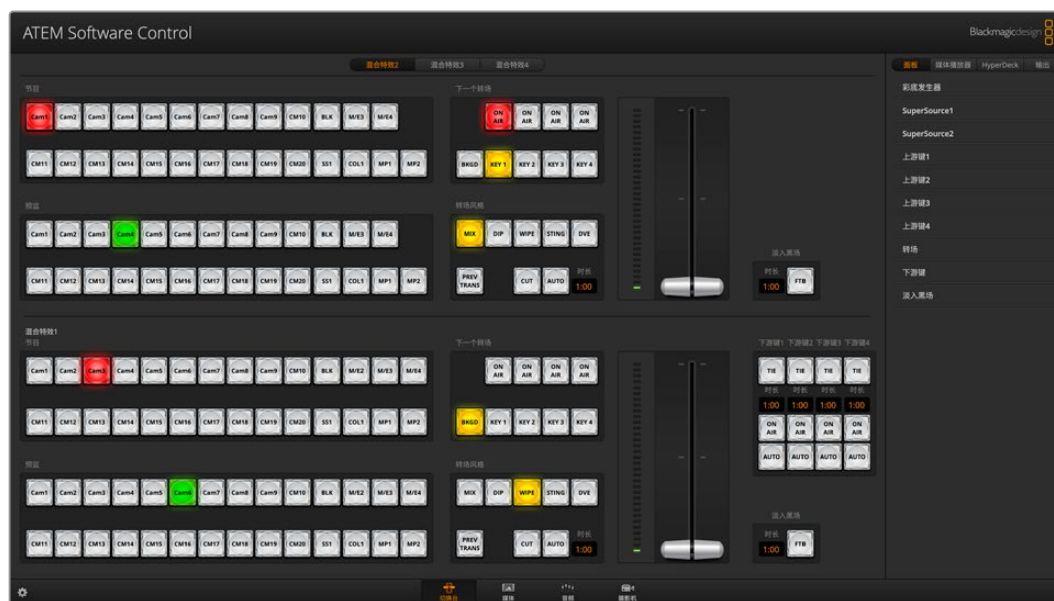 ATEM Software Control
Blackmagicdesign
混合特效2 混合特效3 混合特效4
面板 媒体播放器 HyperDeck 输出
节目
Cam1 Cam2 Cam3 Cam4 Cam5 Cam6 Cam7 Cam8 Cam9 CM10 BLK M/E3 M/E4
CM11 CM12 CM13 CM14 CM15 CM16 CM17 CM18 CM19 CM20 SS1 COL1 MP1 MP2
下一个转场
ON AIR ON AIR ON AIR ON AIR
BKGD KEY 1 KEY 2 KEY 3 KEY 4
预监
Cam1 Cam2 Cam3 Cam4 Cam5 Cam6 Cam7 Cam8 Cam9 CM10 BLK M/E3 M/E4
CM11 CM12 CM13 CM14 CM15 CM16 CM17 CM18 CM19 CM20 SS1 COL1 MP1 MP2
转场风格
MIX DIP WIPE STING DVE
PREV TRANS CUT AUTO
时长
1:00
淡入黑场
时长
1:00 FTB
彩底发生器
SuperSource1
SuperSource2
上游键1
上游键2
上游键3
上游键4
转场
下游键
淡入黑场
混合特效1
节目
Cam1 Cam2 Cam3 Cam4 Cam5 Cam6 Cam7 Cam8 Cam9 CM10 BLK M/E2 M/E3 M/E4
CM11 CM12 CM13 CM14 CM15 CM16 CM17 CM18 CM19 CM20 SS1 COL1 MP1 MP2
下一个转场
ON AIR ON AIR ON AIR ON AIR
BKGD KEY 1 KEY 2 KEY 3 KEY 4
预监
Cam1 Cam2 Cam3 Cam4 Cam5 Cam6 Cam7 Cam8 Cam9 CM10 BLK M/E2 M/E3 M/E4
CM11 CM12 CM13 CM14 CM15 CM16 CM17 CM18 CM19 CM20 SS1 COL1 MP1 MP2
转场风格
MIX DIP WIPE STING DVE
PREV TRANS CUT AUTO
时长
1:00
下游键1 下游键2 下游键3 下游键4
TIE TIE TIE TIE
时长 时长 时长 时长
1:00 1:00 1:00 1:00
ON AIR ON AIR ON AIR ON AIR
AUTO AUTO AUTO AUTO
淡入黑场
时长
1:00 FTB
切换台 媒体 音频 摄影机